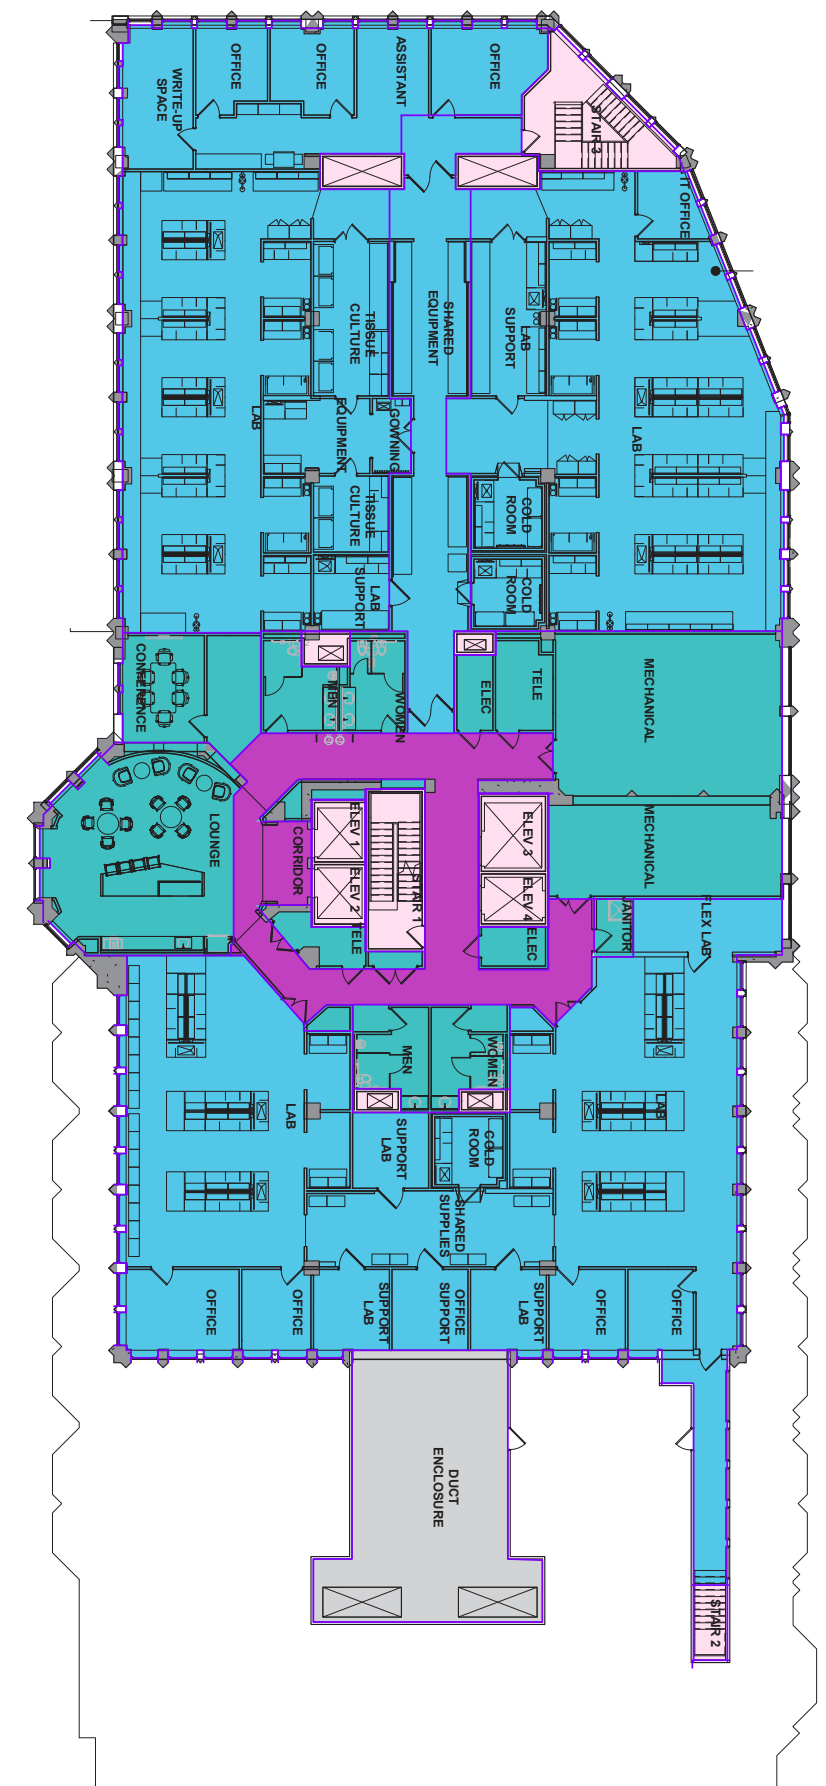 OFFICE
OFFICE
ASSISTANT
OFFICE
WRITE-UP
SPACE
STAIR 3
IT OFFICE
TISSUE
CULTURE
SHARED
EQUIPMENT
LAB
SUPPORT
LAB
EQUIPMENT
GOWNING
LAB
TISSUE
CULTURE
COLD
ROOM
LAB
SUPPORT
COLD
ROOM
CONFERENCE
MEN
WOMEN
ELEC
TELE
MECHANICAL
LOUNGE
CORRIDOR
ELEV 1
ELEV 2
STAIR 1
ELEV 3
ELEV 4
MECHANICAL
TELE
ELEC
JANITOR
FLEX LAB
MEN
WOMEN
LAB
SUPPORT
LAB
COLD
ROOM
LAB
SHARED
SUPPLIES
OFFICE
OFFICE
SUPPORT
LAB
OFFICE
SUPPORT
SUPPORT
LAB
OFFICE
OFFICE
DUCT
ENCLOSURE
STAIR 2